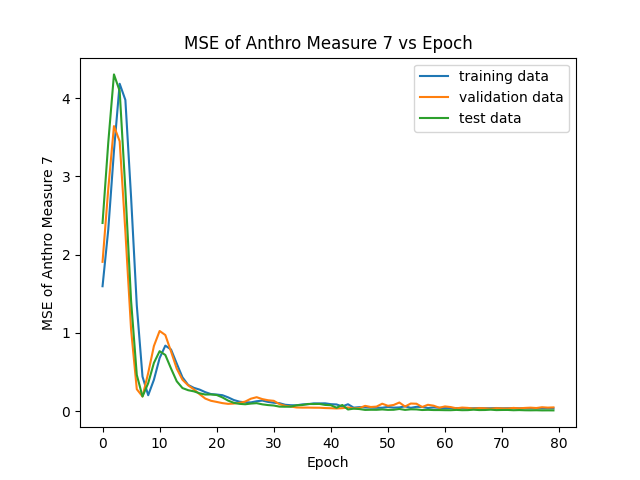 MSE of Anthro Measure 7 vs Epoch
training data
validation data
test data
MSE of Anthro Measure 7
4
3
2
1
0
0 10 20 30 40 50 60 70 80
Epoch